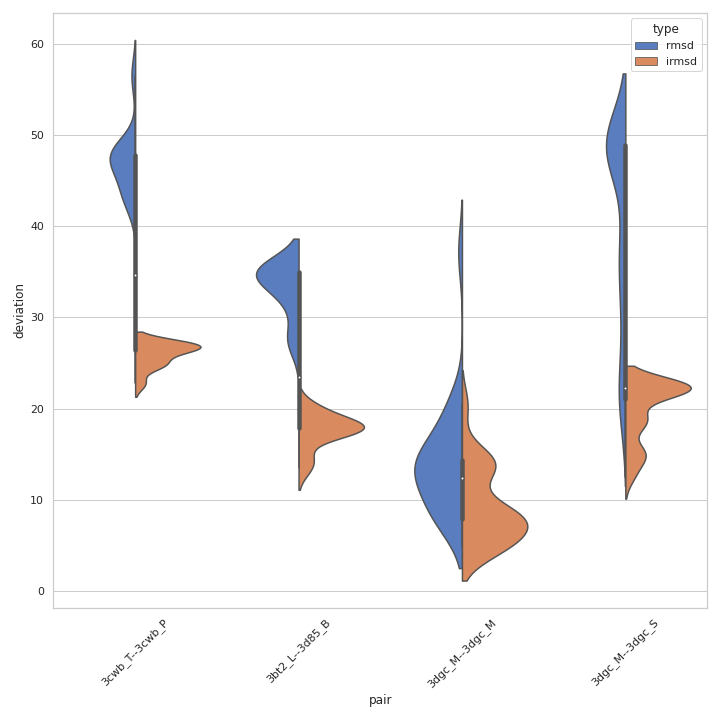 type
rmsd
irmsd
60
50
40
30
20
10
0
deviation
3cwb_T--3cwb_P
3bt2_L--3d85_B
3dgc_M--3dgc_M
3dgc_M--3dgc_S
pair